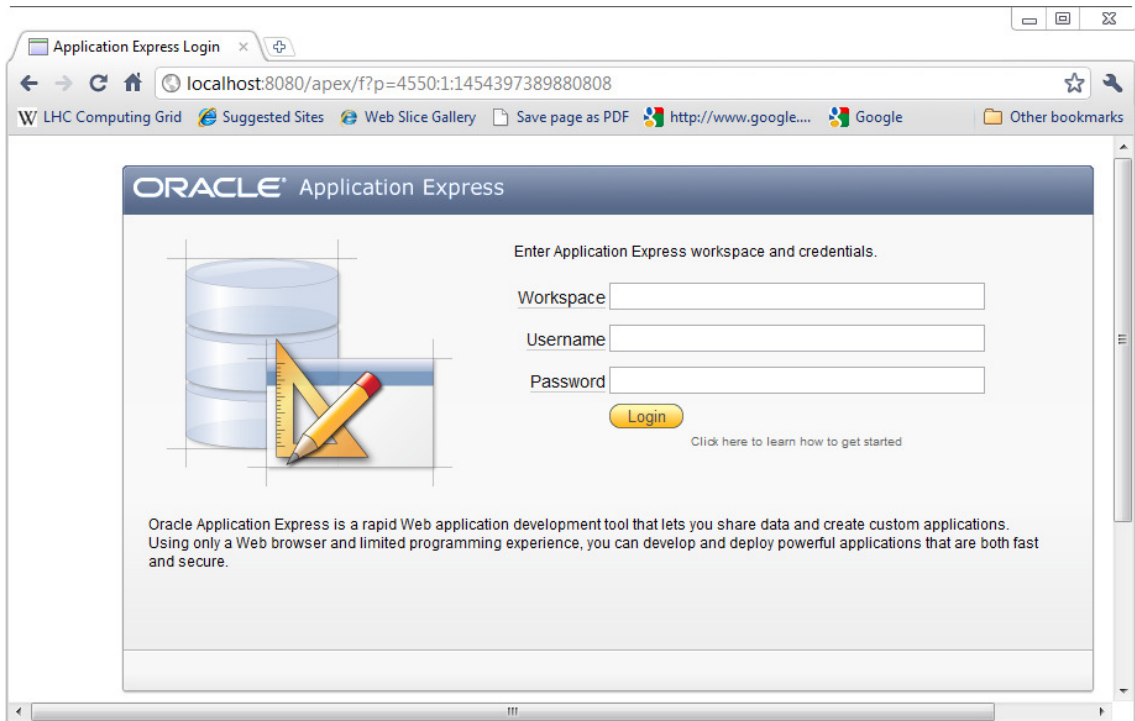 Application Express Login
localhost:8080/apex/f?p=4550:1:1454397389880808
W LHC Computing Grid Suggested Sites Web Slice Gallery Save page as PDF http://www.google.... Google Other bookmarks
ORACLE Application Express
Enter Application Express workspace and credentials.
Workspace
Username
Password
Login
Click here to learn how to get started
Oracle Application Express is a rapid Web application development tool that lets you share data and create custom applications.
Using only a Web browser and limited programming experience, you can develop and deploy powerful applications that are both fast
and secure.